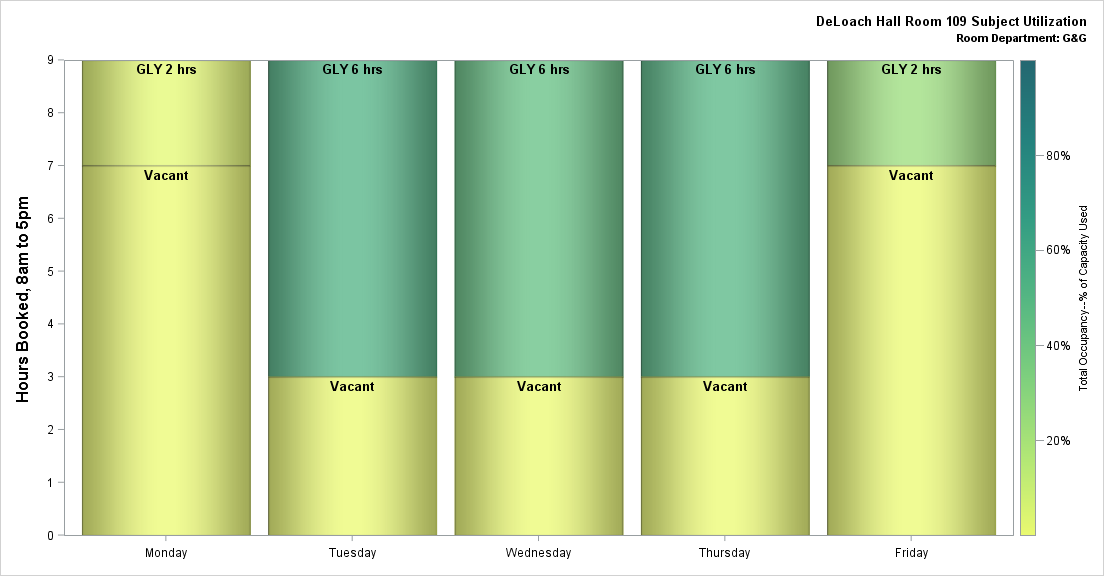 DeLoach Hall Room 109 Subject Utilization
Room Department: G&G
Hours Booked, 8am to 5pm
9
8
7
6
5
4
3
2
1
0
GLY 2 hrs
GLY 6 hrs
GLY 6 hrs
GLY 6 hrs
GLY 2 hrs
Vacant
Vacant
Vacant
Vacant
Vacant
Monday
Tuesday
Wednesday
Thursday
Friday
80%
60%
40%
20%
Total Occupancy--% of Capacity Used